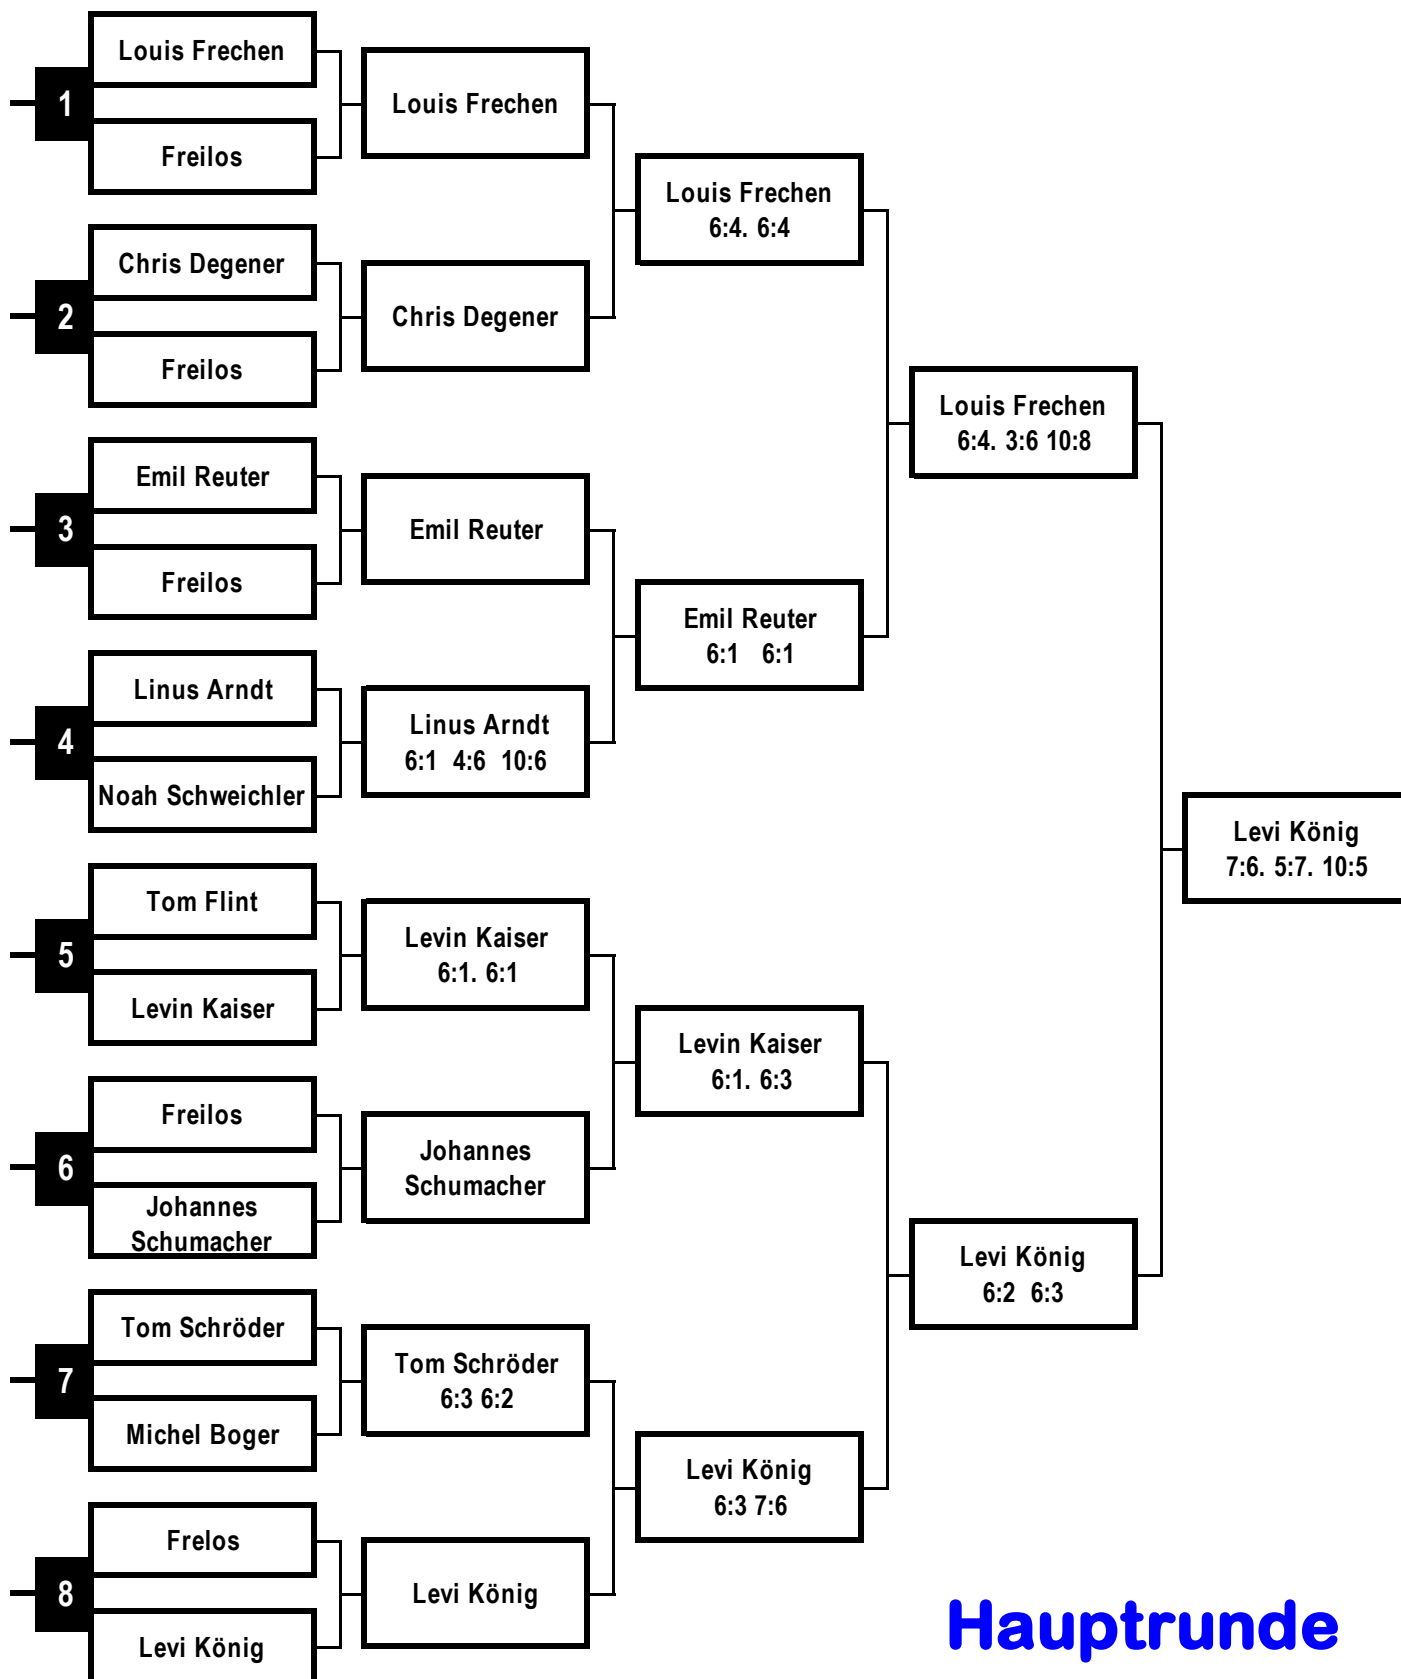 1
Louis Frechen
Freilos
2
Chris Degener
Freilos
3
Emil Reuter
Freilos
4
Linus Arndt
Noah Schweichler
5
Tom Flint
Levin Kaiser
6
Freilos
Johannes
Schumacher
7
Tom Schröder
Michel Boger
8
Frelos
Levi König
Louis Frechen
Chris Degener
Emil Reuter
Linus Arndt
6:1 4:6 10:6
Levin Kaiser
6:1. 6:1
Johannes
Schumacher
Tom Schröder
6:3 6:2
Levi König
Louis Frechen
6:4. 6:4
Emil Reuter
6:1 6:1
Levin Kaiser
6:1. 6:3
Levi König
6:3 7:6
Louis Frechen
6:4. 3:6 10:8
Levi König
6:2 6:3
Levi König
7:6. 5:7. 10:5
Hauptrunde